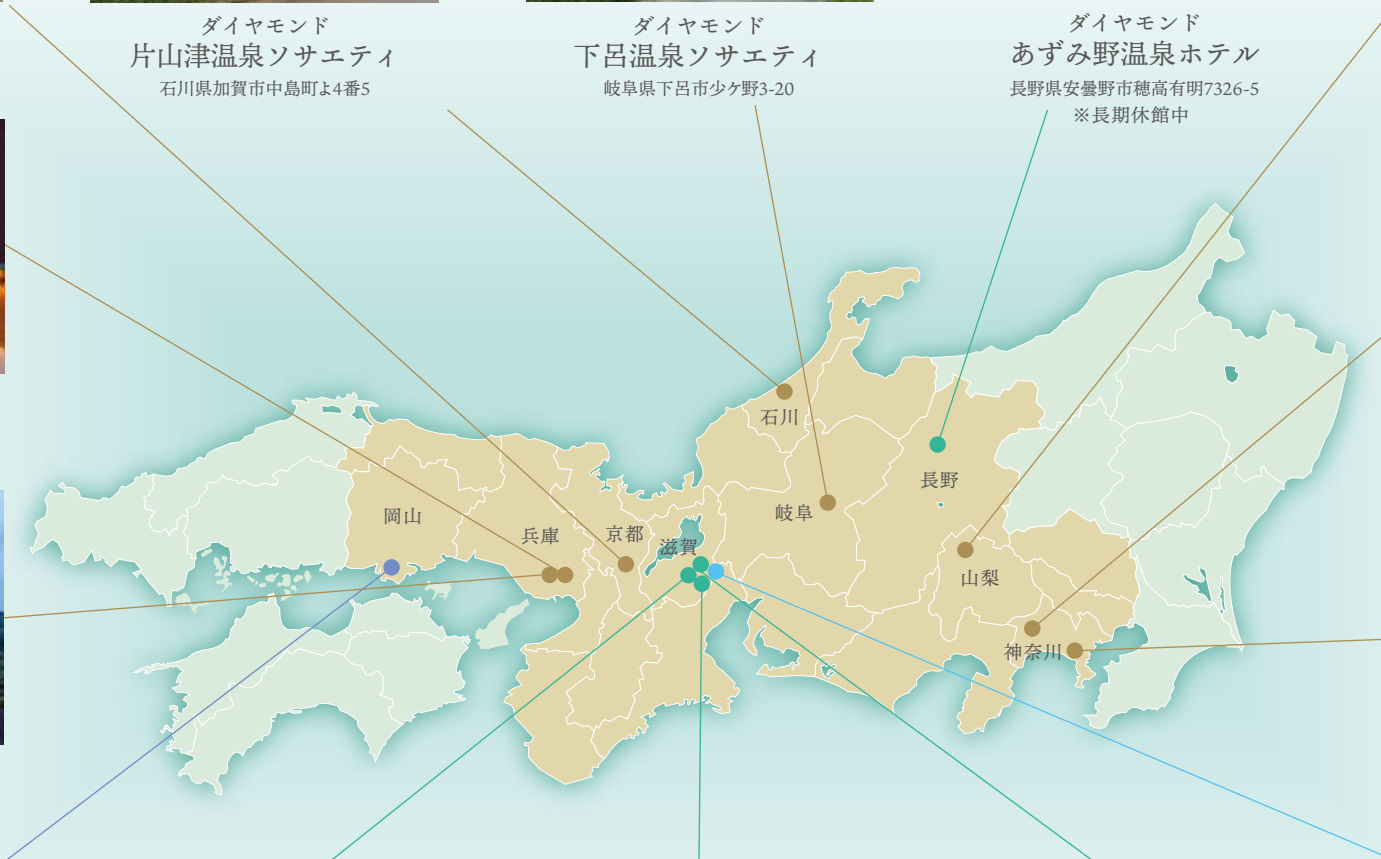 ダイヤモンド
片山津温泉ソサエティ
石川県加賀市中島町よ4番5
ダイヤモンド
下呂温泉ソサエティ
岐阜県下呂市少ケ野3-20
ダイヤモンド
あずみ野温泉ホテル
長野県安曇野市穂高有明7326-5
※長期休館中
石川
長野
岐阜
岡山
兵庫
京都
滋賀
山梨
神奈川